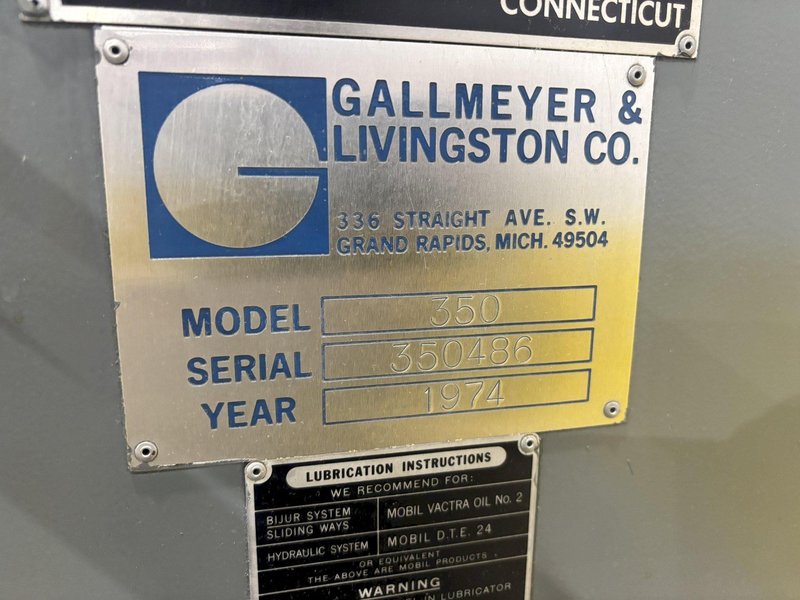 CONNECTICUT
GALLMEYER &
LIVINGSTON CO.
336 STRAIGHT AVE. S.W.
GRAND RAPIDS, MICH. 49504
MODEL 350
SERIAL 350486
YEAR 1974
LUBRICATION INSTRUCTIONS
WE RECOMMEND FOR:
BIJUR SYSTEM
SLIDING WAYS
MOBIL VACTRA OIL No. 2
HYDRAULIC SYSTEM MOBIL D.T.E. 24
OR EQUIVALENT
THE ABOVE ARE MOBIL PRODUCTS
WARNING
IN LUBRICATOR